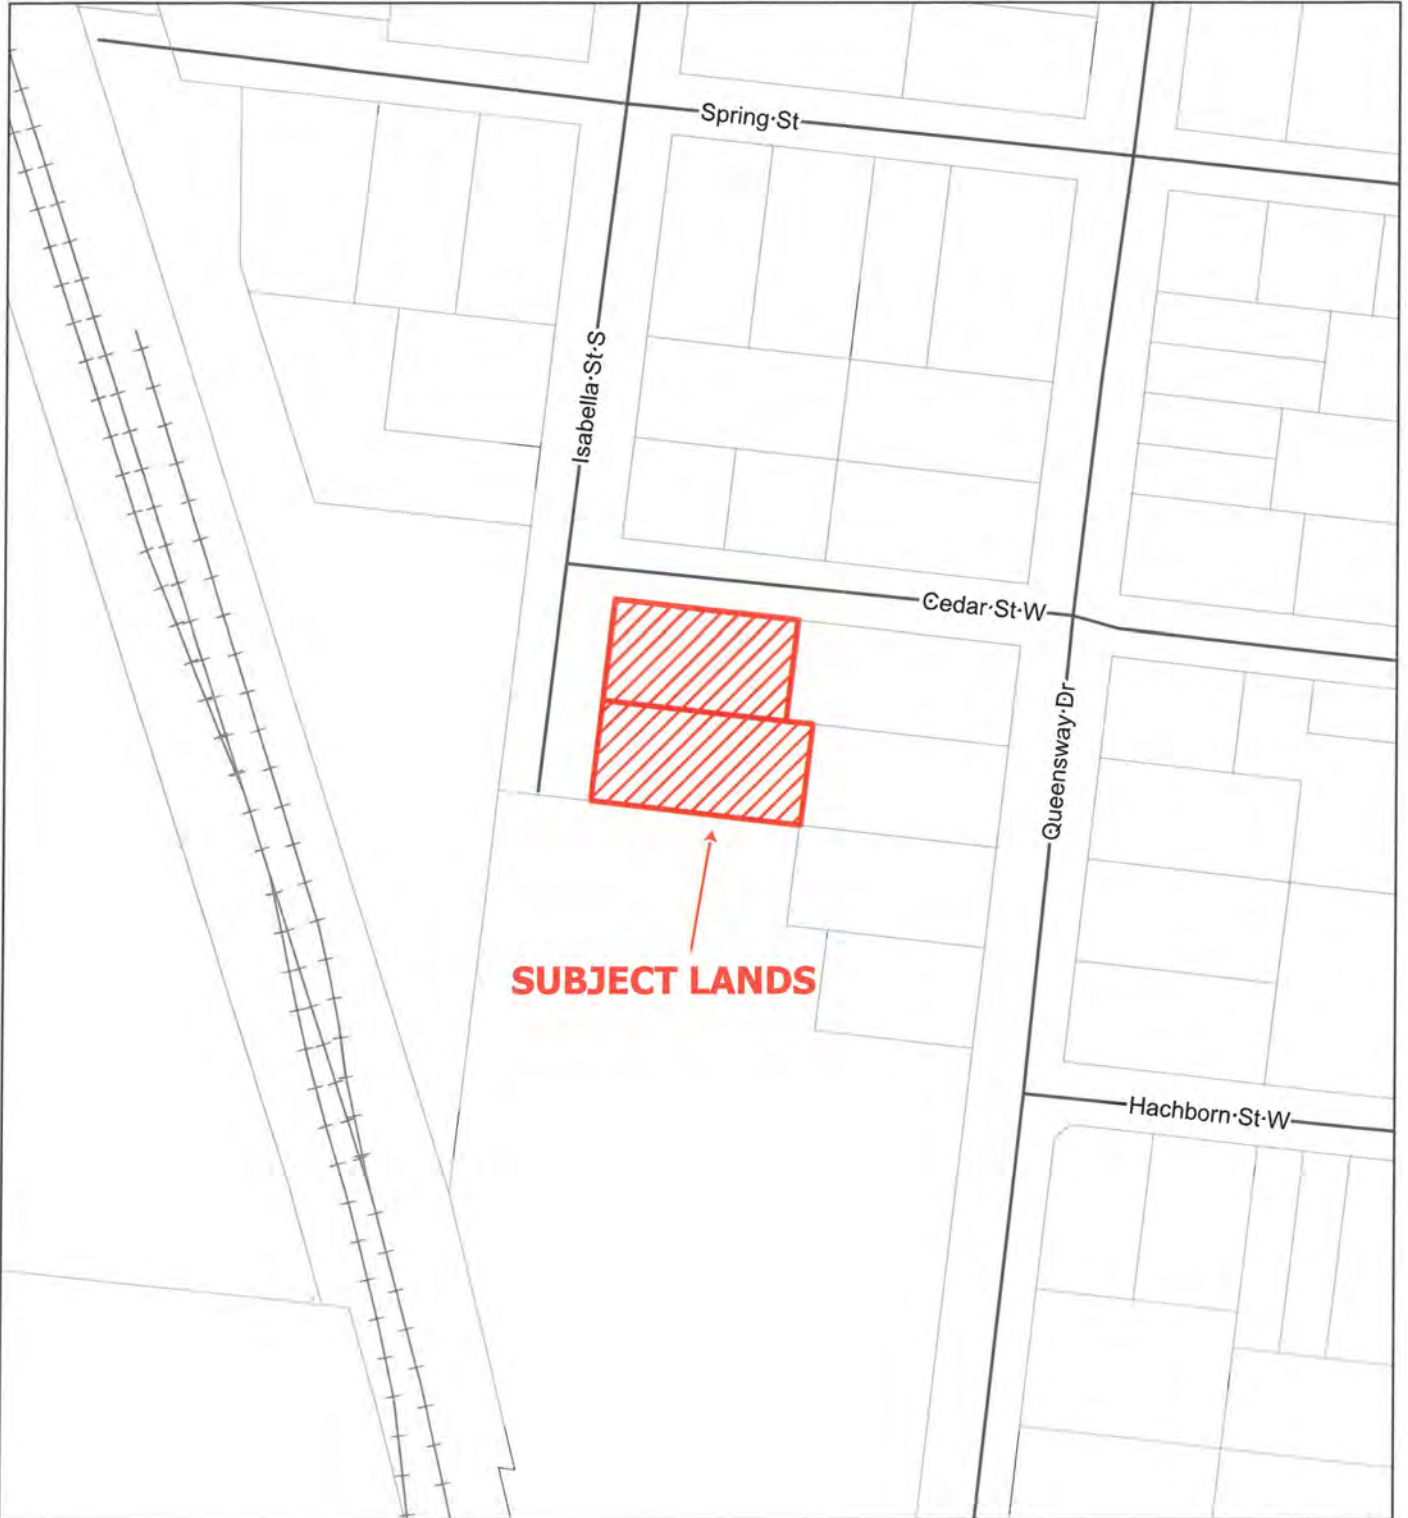 Spring St
Isabella St S
Cedar St W
Queensway Dr
SUBJECT LANDS
Hachborn St W